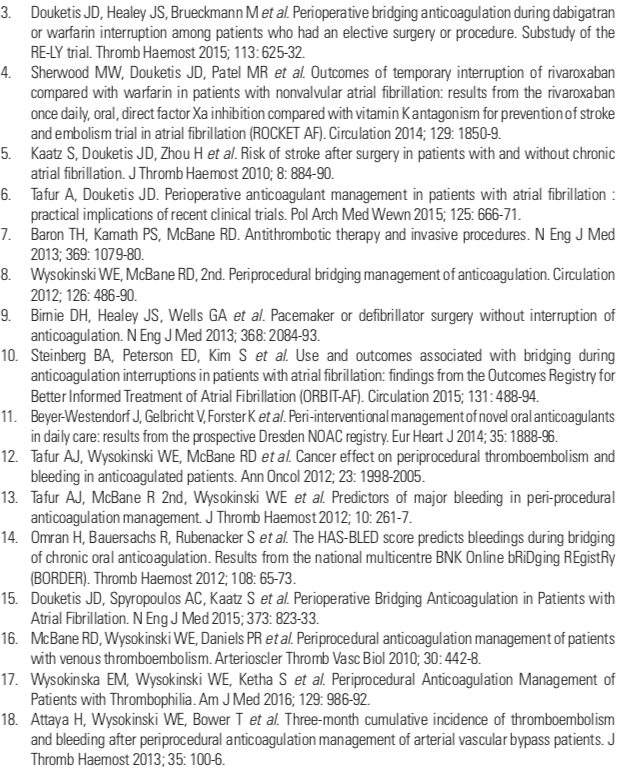 3. Douketis JD, Healey JS, Brueckmann M et al. Perioperative bridging anticoagulation during dabigatran
or warfarin interruption among patients who had an elective surgery or procedure. Substudy of the
RE-LY trial. Thromb Haemost 2015; 113: 625-32.
4. Sherwood MW, Douketis JD, Patel MR et al. Outcomes of temporary interruption of rivaroxaban
compared with warfarin in patients with nonvalvular atrial fibrillation: results from the rivaroxaban
once daily, oral, direct factor Xa inhibition compared with vitamin K antagonism for prevention of stroke
and embolism trial in atrial fibrillation (ROCKET AF). Circulation 2014; 129: 1850-9.
5. Kaatz S, Douketis JD, Zhou H et al. Risk of stroke after surgery in patients with and without chronic
atrial fibrillation. J Thromb Haemost 2010; 8: 884-90.
6. Tafur A, Douketis JD. Perioperative anticoagulant management in patients with atrial fibrillation :
practical implications of recent clinical trials. Pol Arch Med Wewn 2015; 125: 666-71.
7. Baron TH, Kamath PS, McBane RD. Antithrombotic therapy and invasive procedures. N Eng J Med
2013; 369: 1079-80.
8. Wysokinski WE, McBane RD, 2nd. Periprocedural bridging management of anticoagulation. Circulation
2012; 126: 486-90.
9. Birnie DH, Healey JS, Wells GA et al. Pacemaker or defibrillator surgery without interruption of
anticoagulation. N Eng J Med 2013; 368: 2084-93.
10. Steinberg BA, Peterson ED, Kim S et al. Use and outcomes associated with bridging during
anticoagulation interruptions in patients with atrial fibrillation: findings from the Outcomes Registry for
Better Informed Treatment of Atrial Fibrillation (ORBIT-AF). Circulation 2015; 131: 488-94.
11. Beyer-Westendorf J, Gelbricht V, Forster K et al. Peri-interventional management of novel oral anticoagulants
in daily care: results from the prospective Dresden NOAC registry. Eur Heart J 2014; 35: 1888-96.
12. Tafur AJ, Wysokinski WE, McBane RD et al. Cancer effect on periprocedural thromboembolism and
bleeding in anticoagulated patients. Ann Oncol 2012; 23: 1998-2005.
13. Tafur AJ, McBane R 2nd, Wysokinski WE et al. Predictors of major bleeding in peri-procedural
anticoagulation management. J Thromb Haemost 2012; 10: 261-7.
14. Omran H, Bauersachs R, Rubenacker S et al. The HAS-BLED score predicts bleedings during bridging
of chronic oral anticoagulation. Results from the national multicentre BNK Online bRiDging REgistRy
(BORDER). Thromb Haemost 2012; 108: 65-73.
15. Douketis JD, Spyropoulos AC, Kaatz S et al. Perioperative Bridging Anticoagulation in Patients with
Atrial Fibrillation. N Eng J Med 2015; 373: 823-33.
16. McBane RD, Wysokinski WE, Daniels PR et al. Periprocedural anticoagulation management of patients
with venous thromboembolism. Arterioscler Thromb Vasc Biol 2010; 30: 442-8.
17. Wysokinska EM, Wysokinski WE, Ketha S et al. Periprocedural Anticoagulation Management of
Patients with Thrombophilia. Am J Med 2016; 129: 986-92.
18. Attaya H, Wysokinski WE, Bower T et al. Three-month cumulative incidence of thromboembolism
and bleeding after periprocedural anticoagulation management of arterial vascular bypass patients. J
Thromb Haemost 2013; 35: 100-6.